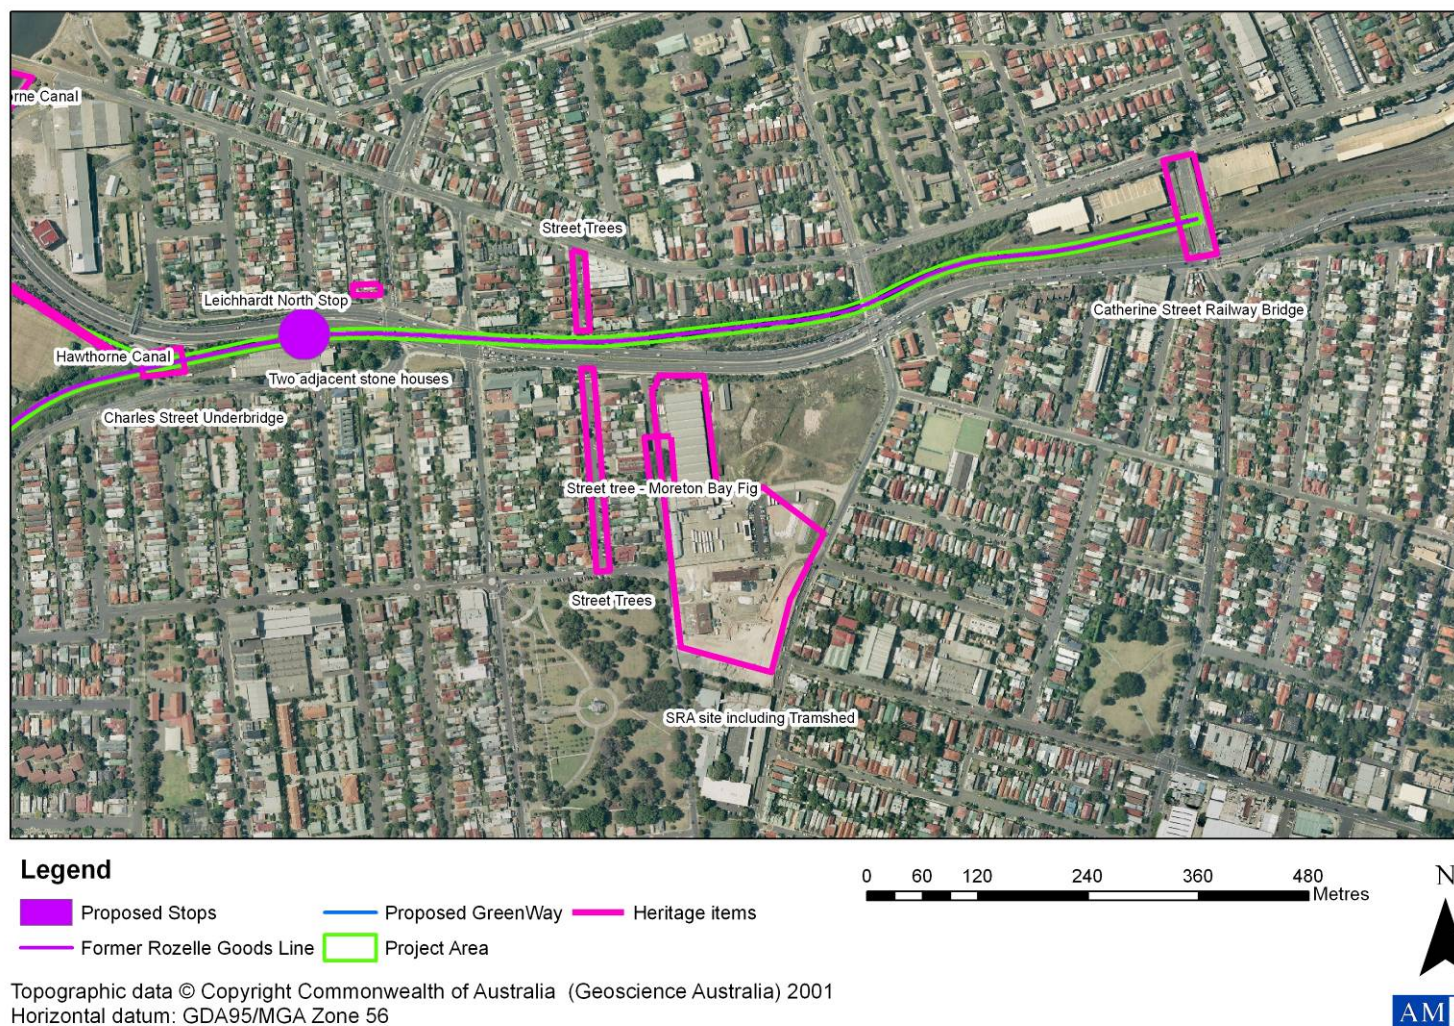 rne Canal
Street Trees
Leichhardt North Stop
Catherine Street Railway Bridge
Hawthorne Canal
Two adjacent stone houses
Charles Street Underbridge
Street tree - Moreton Bay Fig
Street Trees
SRA site including Tramshed
Legend
Proposed Stops
Proposed GreenWay
Heritage items
Former Rozelle Goods Line
Project Area
0 60 120 240 360 480
Metres
N
Topographic data © Copyright Commonwealth of Australia (Geoscience Australia) 2001
Horizontal datum: GDA95/MGA Zone 56
AM